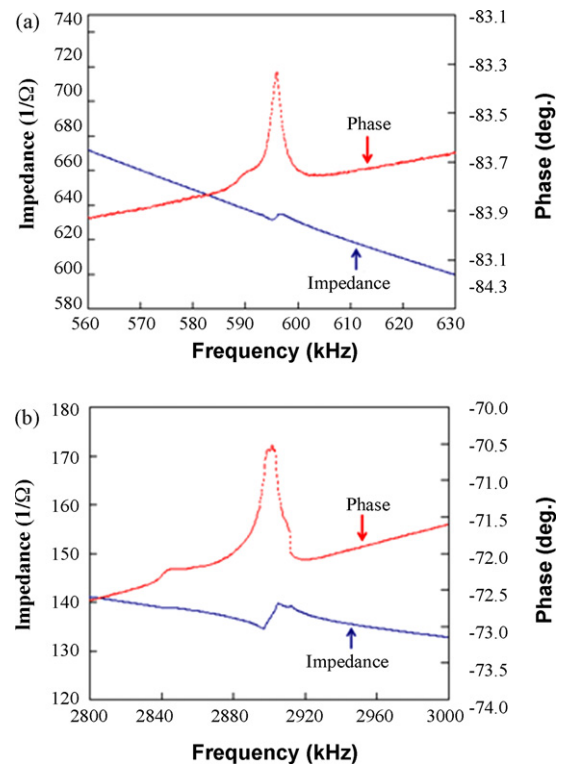 (a)
740
720
700
680
660
640
620
600
580
Impedance (1/Ω)
-83.1
-83.3
-83.5
-83.7
-83.9
-83.1
-84.3
Phase (deg.)
Phase
Impedance
560 570 580 590 600 610 620 630
Frequency (kHz)
(b)
180
170
160
150
140
130
120
Impedance (1/Ω)
-70.0
-70.5
-71.0
-71.5
-72.0
-72.5
-73.0
-73.5
-74.0
Phase (deg.)
Phase
Impedance
2800 2840 2880 2920 2960 3000
Frequency (kHz)